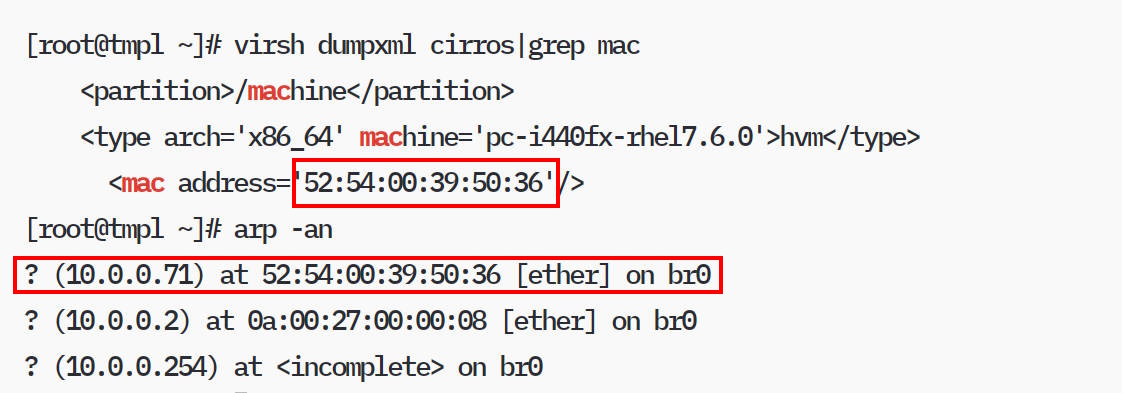 [root@tmpl ~]# virsh dumpxml cirros|grep mac
    <partition>/machine</partition>
    <type arch='x86_64' machine='pc-i440fx-rhel7.6.0'>hvm</type>
      <mac address='52:54:00:39:50:36'/>
[root@tmpl ~]# arp -an
? (10.0.0.71) at 52:54:00:39:50:36 [ether] on br0
? (10.0.0.2) at 0a:00:27:00:00:08 [ether] on br0
? (10.0.0.254) at <incomplete> on br0